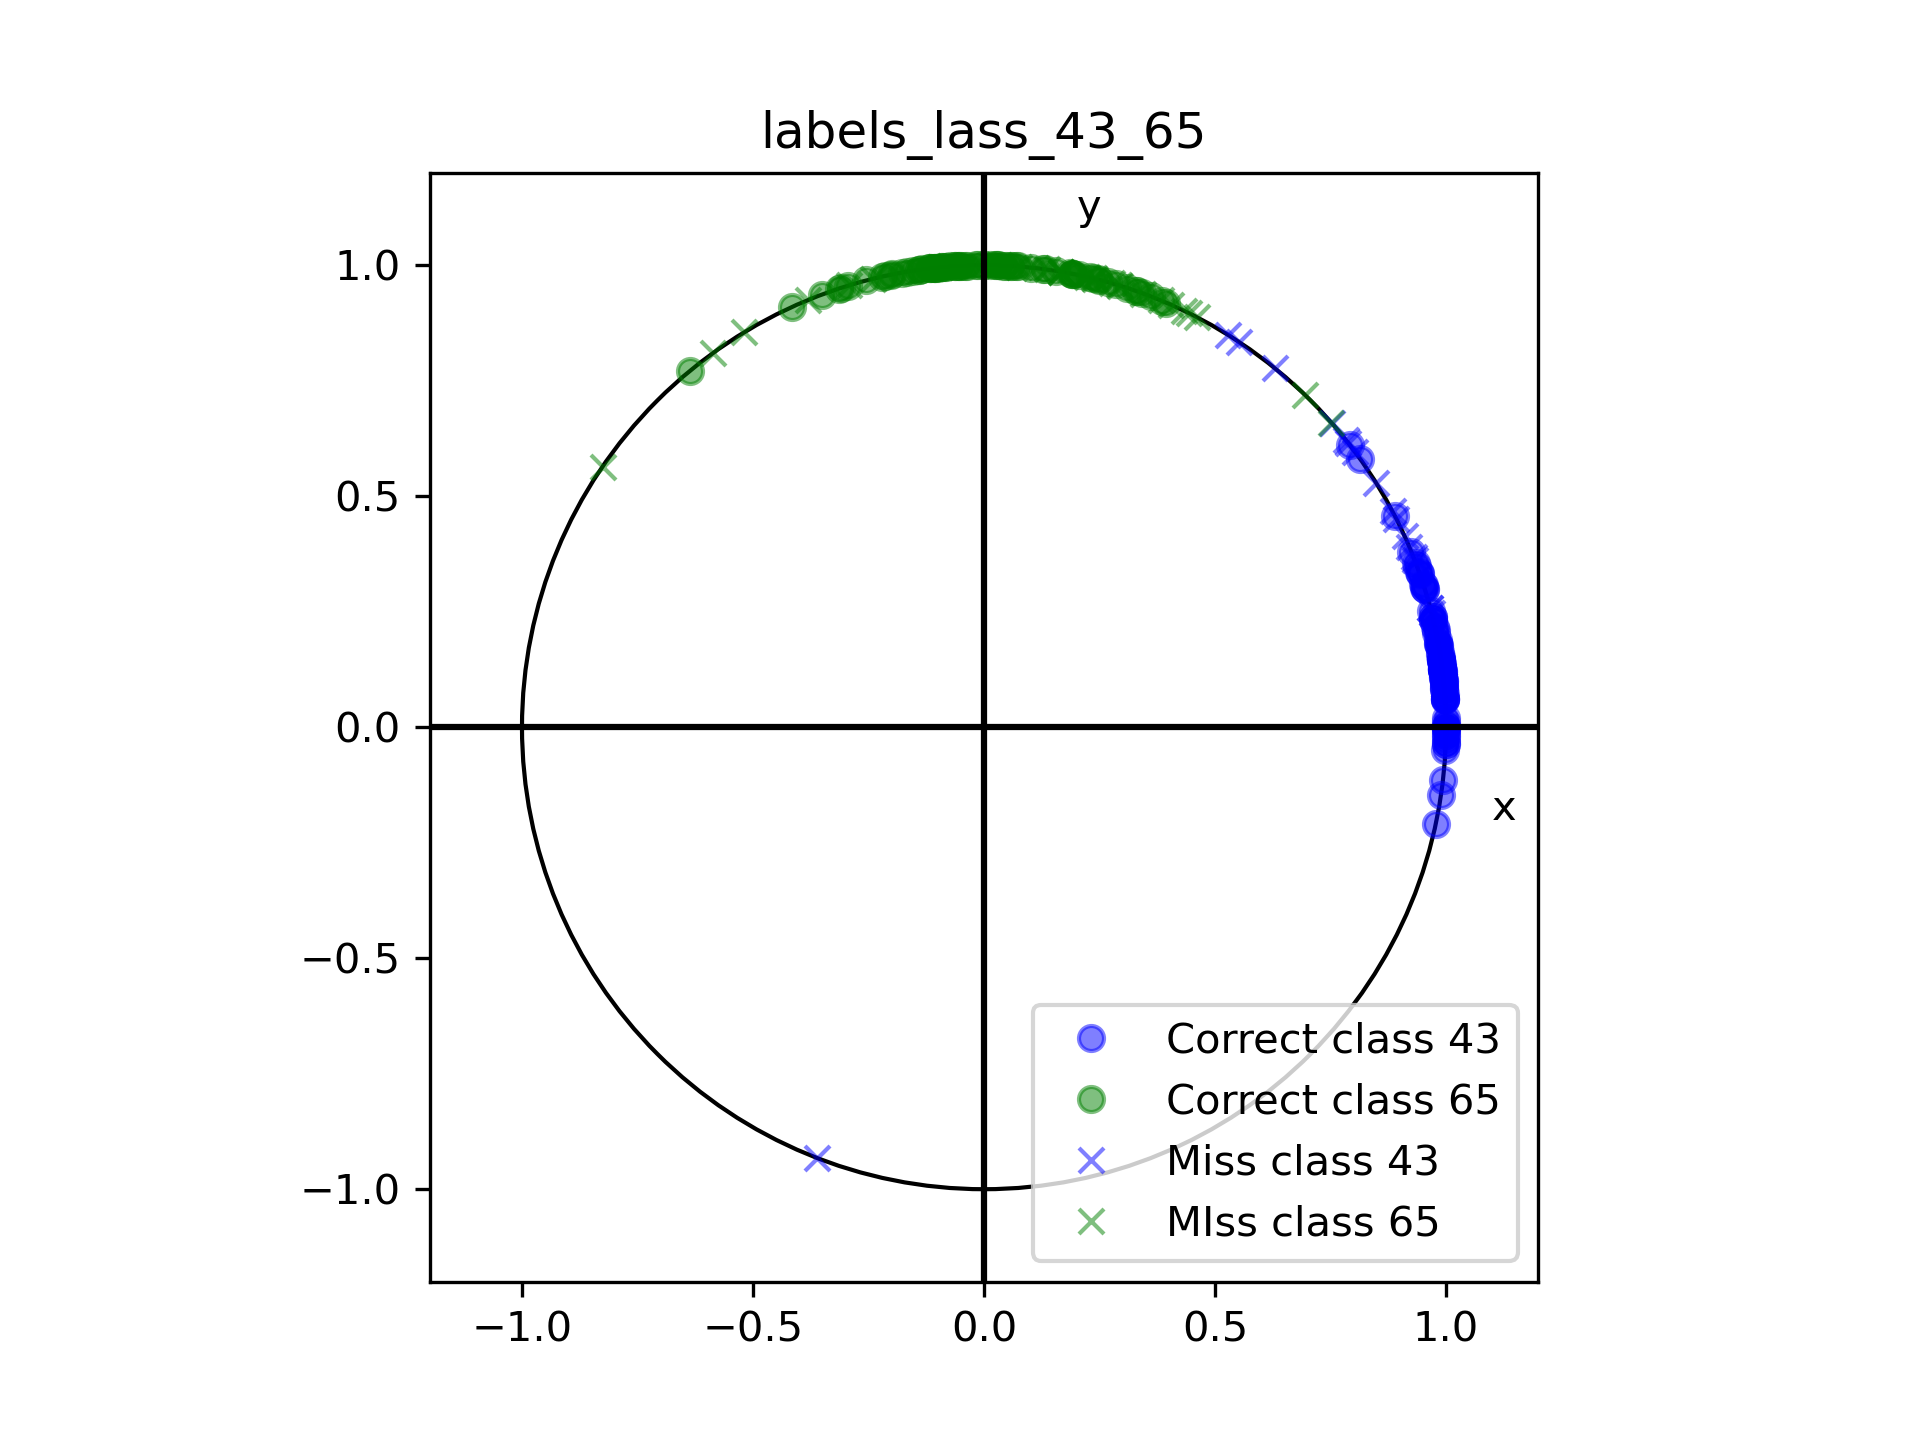 labels_lass_43_65
y
1.0
0.5
0.0
−0.5
−1.0
x
Correct class 43
Correct class 65
Miss class 43
MIss class 65
−1.0 −0.5 0.0 0.5 1.0